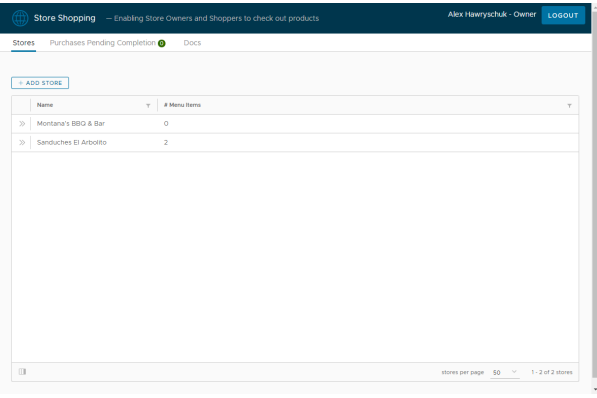 Store Shopping — Enabling Store Owners and Shoppers to check out products Alex Hawryschuk - Owner LOGOUT
Stores Purchases Pending Completion 0 Docs
+ ADD STORE
Name # Menu Items
Montana's BBQ & Bar 0
Sanduches El Arbolito 2
stores per page 50 1 - 2 of 2 stores